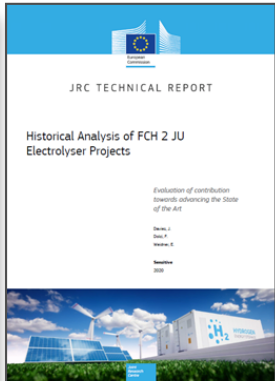 European
Commission
JRC TECHNICAL REPORT
Historical Analysis of FCH 2 JU
Electrolyser Projects
Evaluation of contribution
towards advancing the State
of the Art
Davies, J.
Dolci, F.
Weidner, E.
Sensitive
2020
H2 HYDROGEN
Joint
Research
Centre